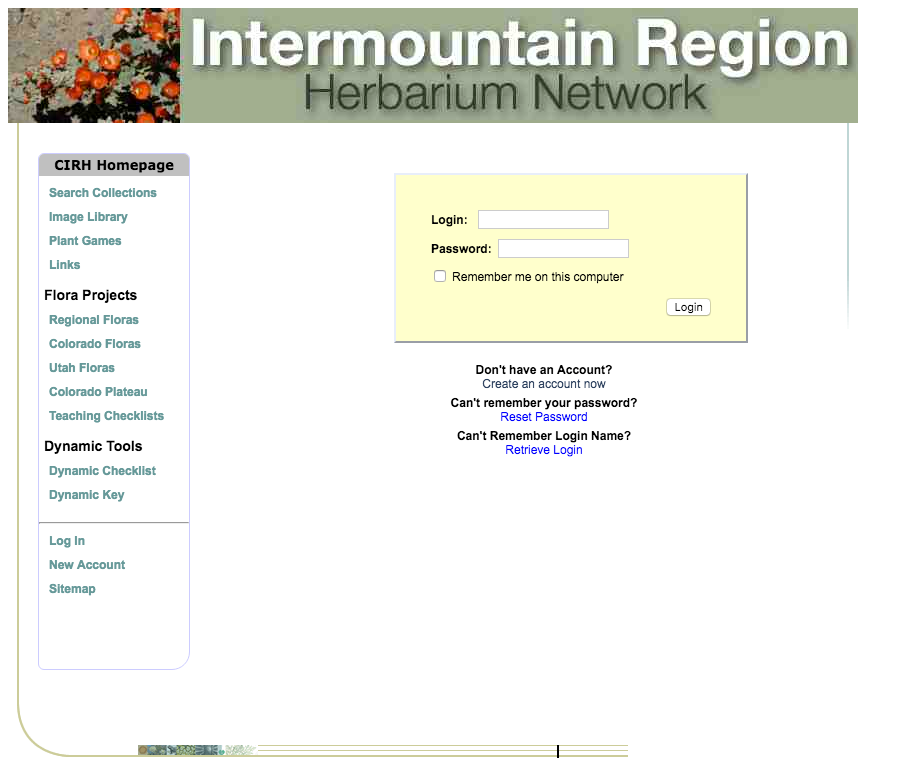 Intermountain Region
Herbarium Network
CIRH Homepage
Search Collections
Image Library
Plant Games
Links
Flora Projects
Regional Floras
Colorado Floras
Utah Floras
Colorado Plateau
Teaching Checklists
Dynamic Tools
Dynamic Checklist
Dynamic Key
Log In
New Account
Sitemap
Login:
Password:
Remember me on this computer
Login
Don't have an Account?
Create an account now
Can't remember your password?
Reset Password
Can't Remember Login Name?
Retrieve Login